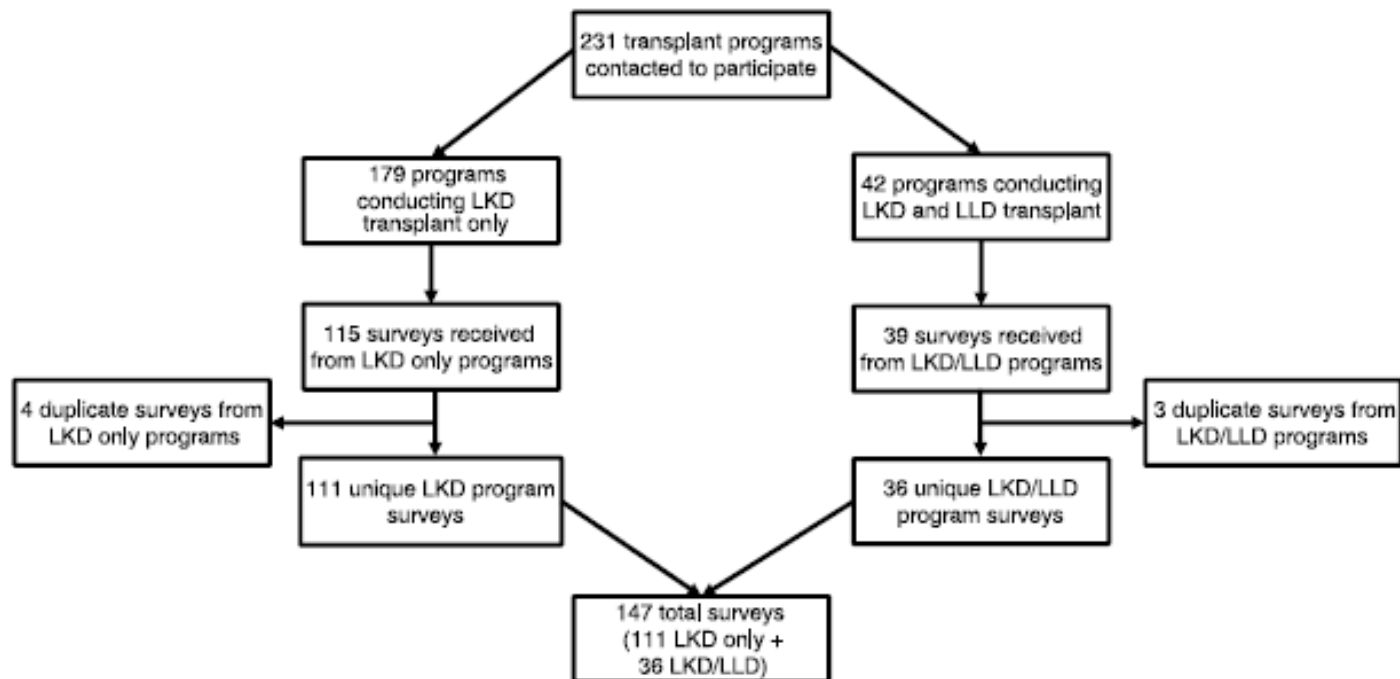 231 transplant programs
contacted to participate
179 programs
conducting LKD
transplant only
42 programs conducting
LKD and LLD transplant
115 surveys received
from LKD only programs
39 surveys received
from LKD/LLD programs
4 duplicate surveys from
LKD only programs
3 duplicate surveys from
LKD/LLD programs
111 unique LKD program
surveys
36 unique LKD/LLD
program surveys
147 total surveys
(111 LKD only +
36 LKD/LLD)